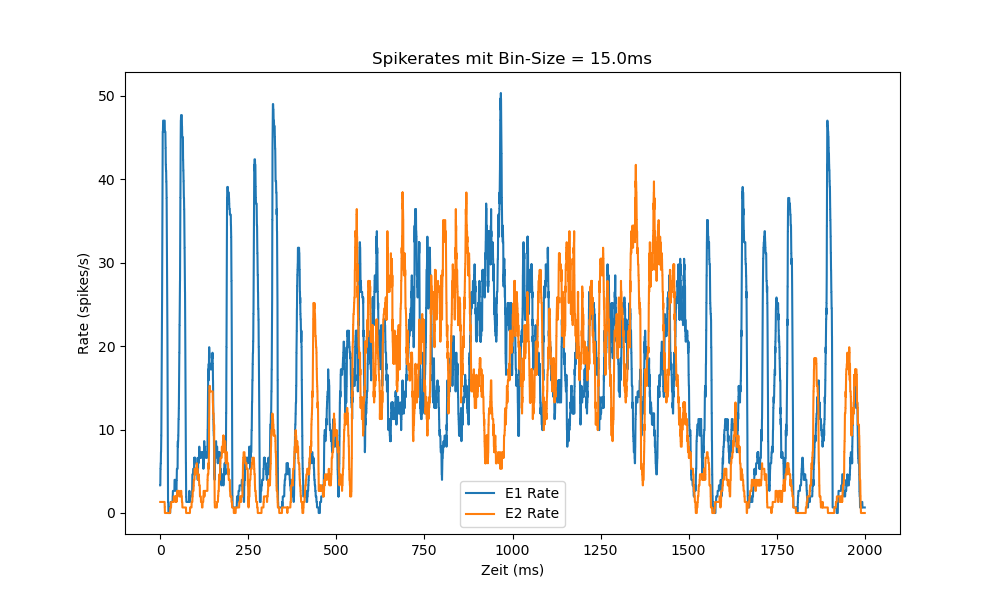 Spikerates mit Bin-Size = 15.0ms
50
40
30
20
10
0
Rate (spikes/s)
E1 Rate
E2 Rate
0 250 500 750 1000 1250 1500 1750 2000
Zeit (ms)